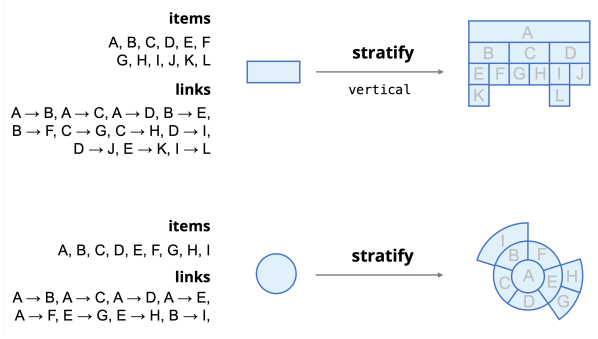 items
A, B, C, D, E, F
G, H, I, J, K, L
links
A → B, A → C, A → D, B → E,
B → F, C → G, C → H, D → I,
D → J, E → K, I → L
stratify
vertical
A
B C D
E F G H I J
K L
items
A, B, C, D, E, F, G, H, I
links
A → B, A → C, A → D, A → E,
A → F, E → G, E → H, B → I,
stratify
I
B F
C A E H
D G